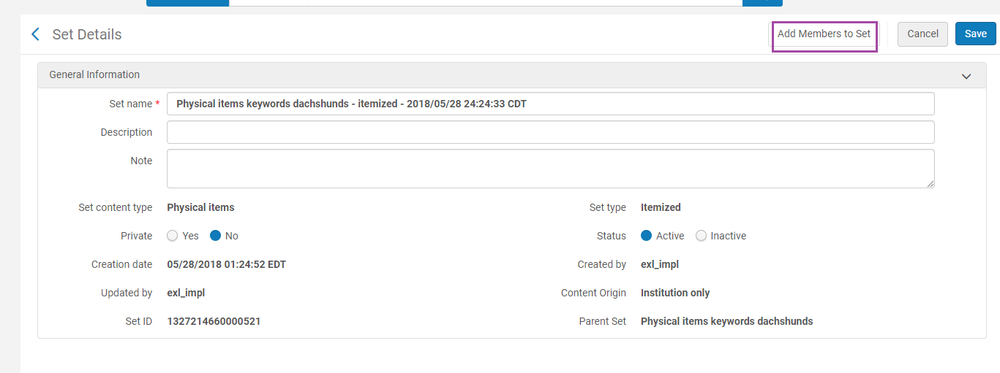 Set Details
Add Members to Set
Cancel
Save
General Information
Set name * Physical items keywords dachshunds - itemized - 2018/05/28 24:24:33 CDT
Description
Note
Set content type Physical items Set type Itemized
Private Yes No Status Active Inactive
Creation date 05/28/2018 01:24:52 EDT Created by exl_impl
Updated by exl_impl Content Origin Institution only
Set ID 1327214660000521 Parent Set Physical items keywords dachshunds